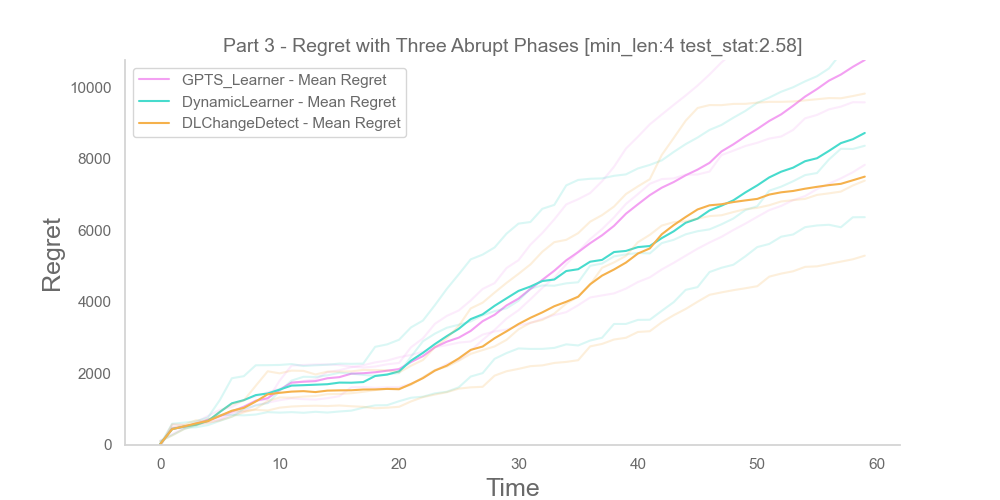 Part 3 - Regret with Three Abrupt Phases [min_len:4 test_stat:2.58]
GPTS_Learner - Mean Regret
DynamicLearner - Mean Regret
DLChangeDetect - Mean Regret
10000
8000
6000
4000
2000
0
Regret
0 10 20 30 40 50 60
Time